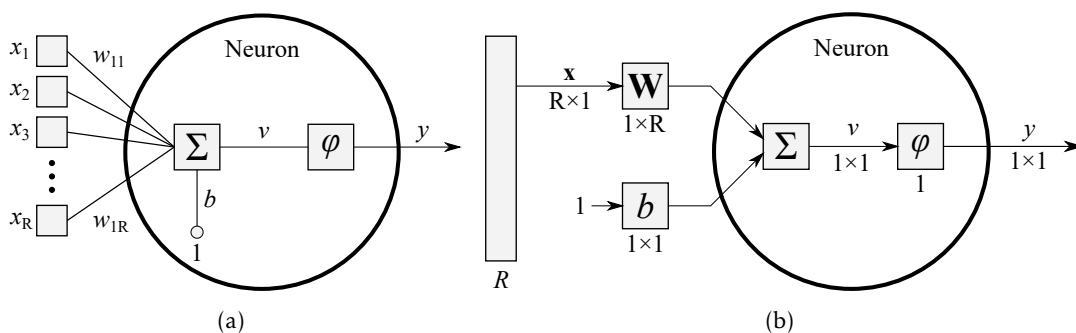 x1
w11
Neuron
x2
x3
Σ
v
φ
y
b
xR
w1R
1
(a)
R
x
R×1
W
1×R
1
b
1×1
Neuron
Σ
v
1×1
φ
1
y
1×1
(b)